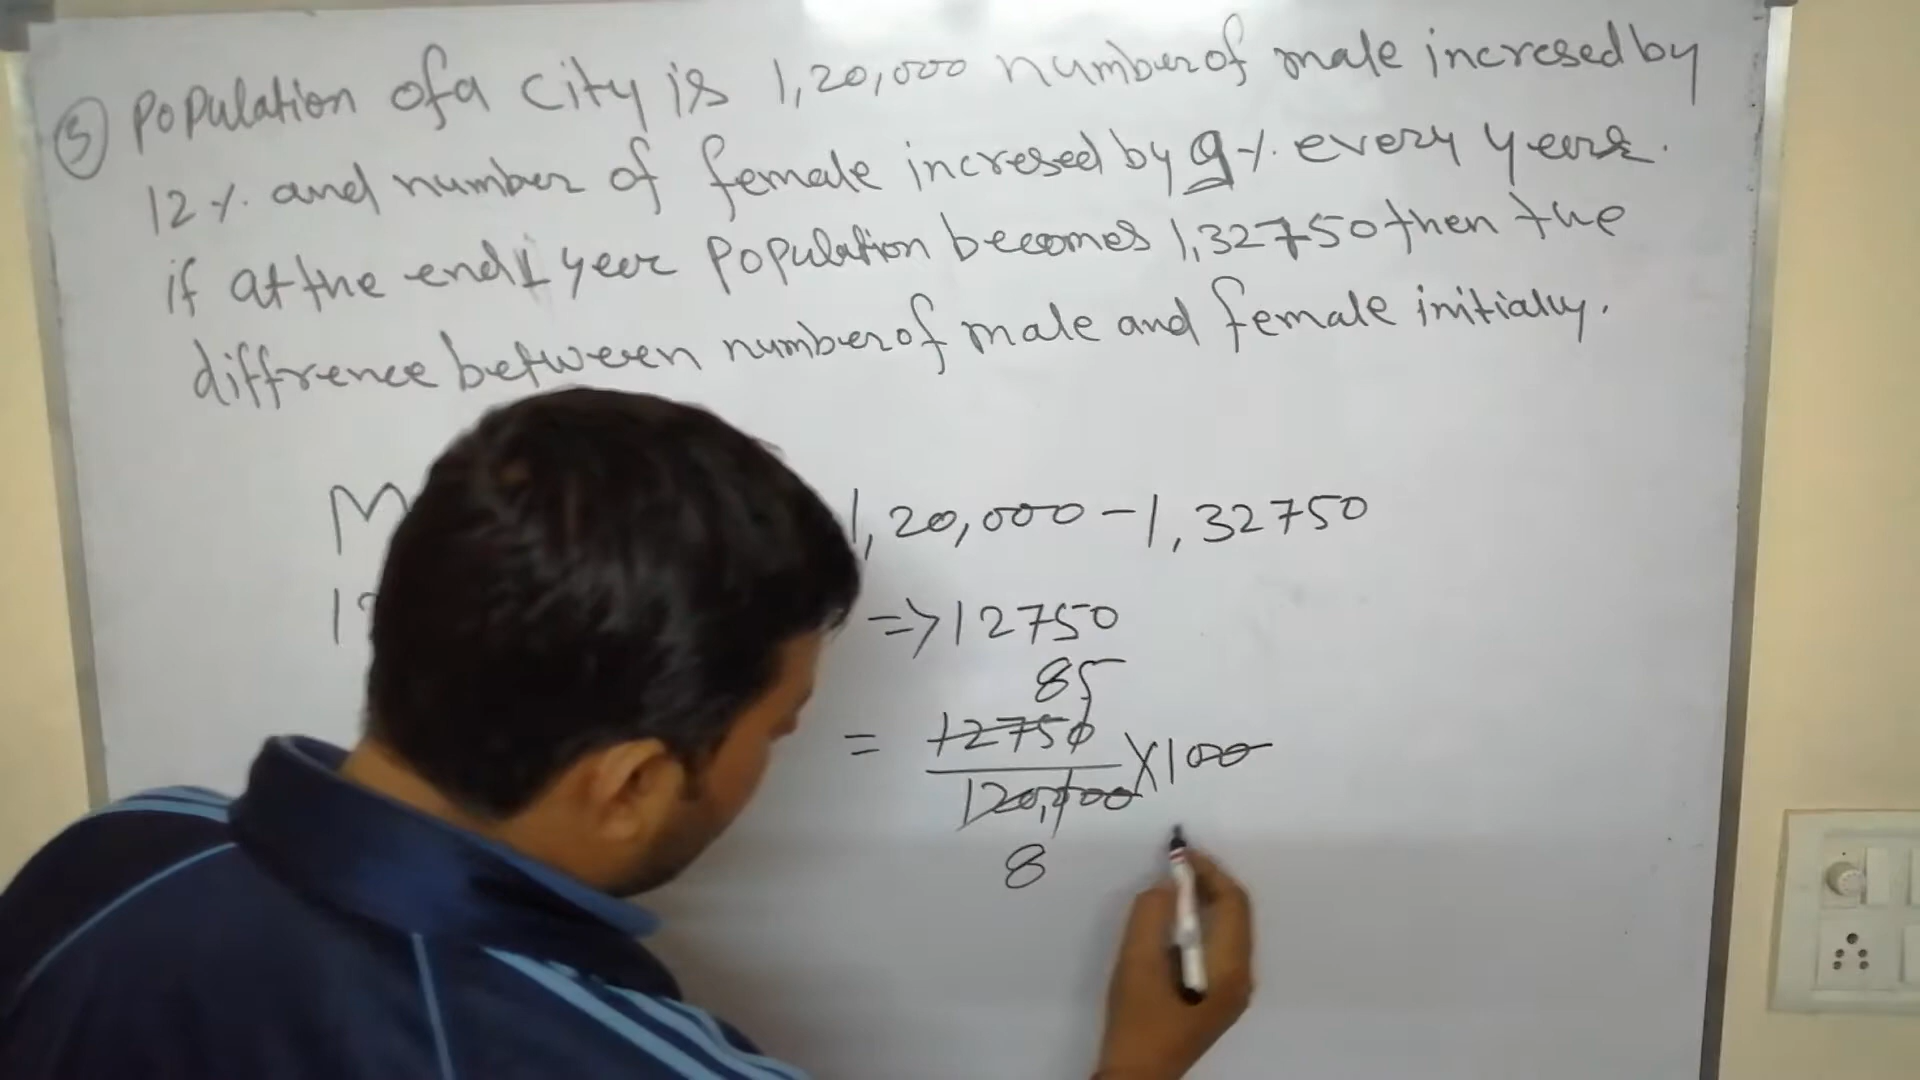 5 Population of a city is 1,20,000 number of male incresed by
12 % and number of female incresed by 9 % every year.
if at the end 1 year population becomes 1,32750 then the
diffrence between number of male and female initialy.
M 1,20,000 - 1,32750
12 => 12750
85
= 12750 X100
120,000
8